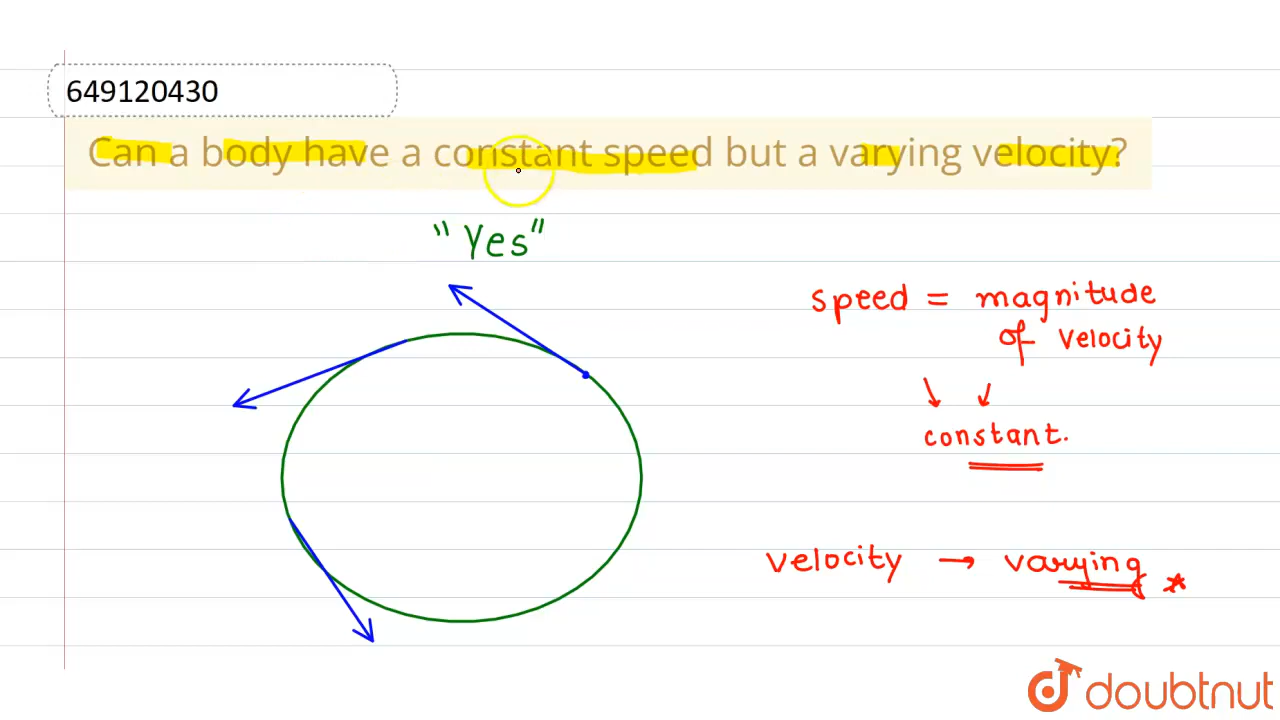 649120430
Can a body have a constant speed but a varying velocity?
"Yes"
speed = magnitude
of velocity
constant.
velocity → varying *
doubtnut